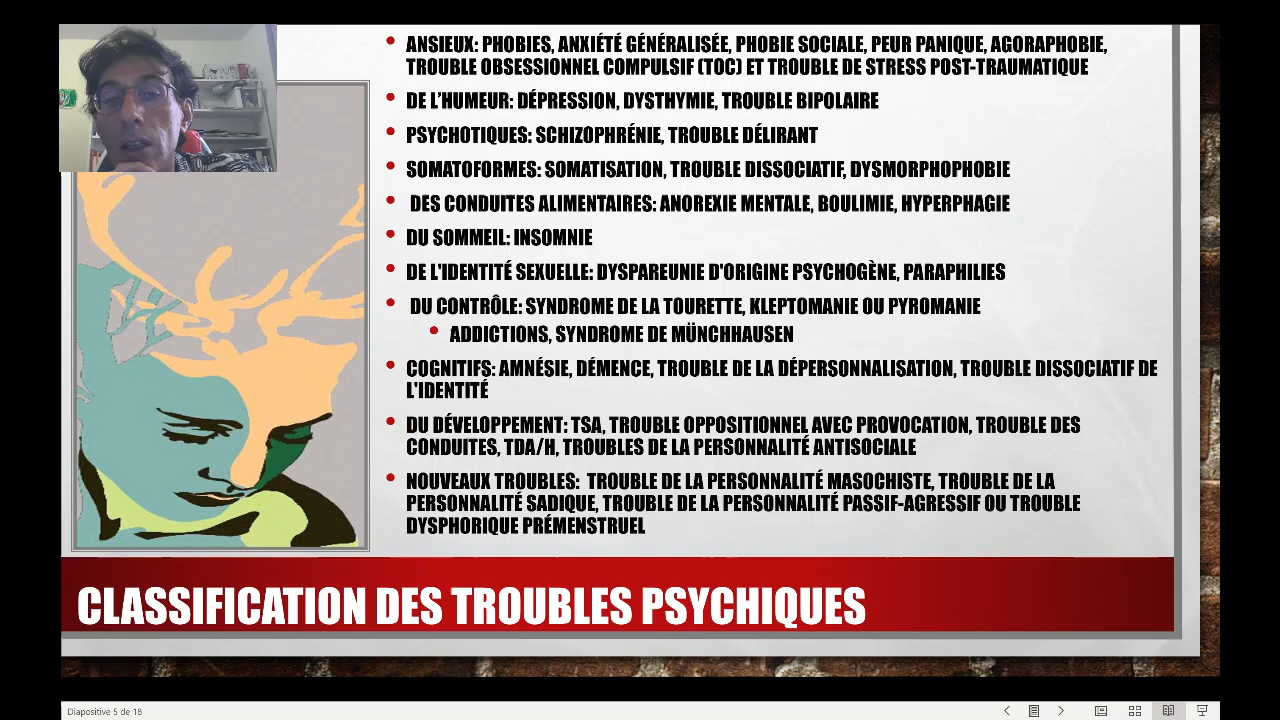 ANSIEUX: PHOBIES, ANXIÉTÉ GÉNÉRALISÉE, PHOBIE SOCIALE, PEUR PANIQUE, AGORAPHOBIE,
TROUBLE OBSESSIONNEL COMPULSIF (TOC) ET TROUBLE DE STRESS POST-TRAUMATIQUE
DE L'HUMEUR: DÉPRESSION, DYSTHYMIE, TROUBLE BIPOLAIRE
PSYCHOTIQUES: SCHIZOPHRÉNIE, TROUBLE DÉLIRANT
SOMATOFORMES: SOMATISATION, TROUBLE DISSOCIATIF, DYSMORPHOPHOBIE
DES CONDUITES ALIMENTAIRES: ANOREXIE MENTALE, BOULIMIE, HYPERPHAGIE
DU SOMMEIL: INSOMNIE
DE L'IDENTITÉ SEXUELLE: DYSPAREUNIE D'ORIGINE PSYCHOGÈNE, PARAPHILIES
DU CONTRÔLE: SYNDROME DE LA TOURETTE, KLEPTOMANIE OU PYROMANIE
ADDICTIONS, SYNDROME DE MÜNCHHAUSEN
COGNITIFS: AMNÉSIE, DÉMENCE, TROUBLE DE LA DÉPERSONNALISATION, TROUBLE DISSOCIATIF DE
L'IDENTITÉ
DU DÉVELOPPEMENT: TSA, TROUBLE OPPOSITIONNEL AVEC PROVOCATION, TROUBLE DES
CONDUITES, TDA/H, TROUBLES DE LA PERSONNALITÉ ANTISOCIALE
NOUVEAUX TROUBLES: TROUBLE DE LA PERSONNALITÉ MASOCHISTE, TROUBLE DE LA
PERSONNALITÉ SADIQUE, TROUBLE DE LA PERSONNALITÉ PASSIF-AGRESSIF OU TROUBLE
DYSPHORIQUE PRÉMENSTRUEL
CLASSIFICATION DES TROUBLES PSYCHIQUES
Diapositive 5 de 18